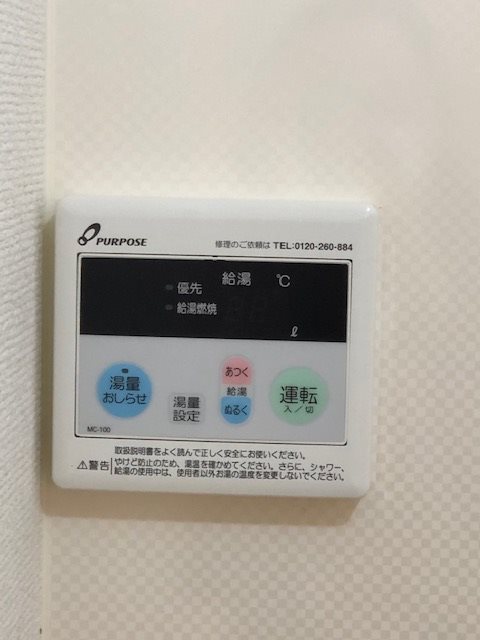 PURPOSE
修理のご依頼は TEL:0120-260-884
給湯 ℃
優先
給湯燃焼
ℓ
湯量
おしらせ
湯量
設定
あつく
給湯
ぬるく
運転
入/切
MC-100
取扱説明書をよく読んで正しく安全にお使いください。
⚠警告
やけど防止のため、湯温を確かめてください。さらに、シャワー、
給湯の使用中は、使用者以外お湯の温度を変更しないでください。